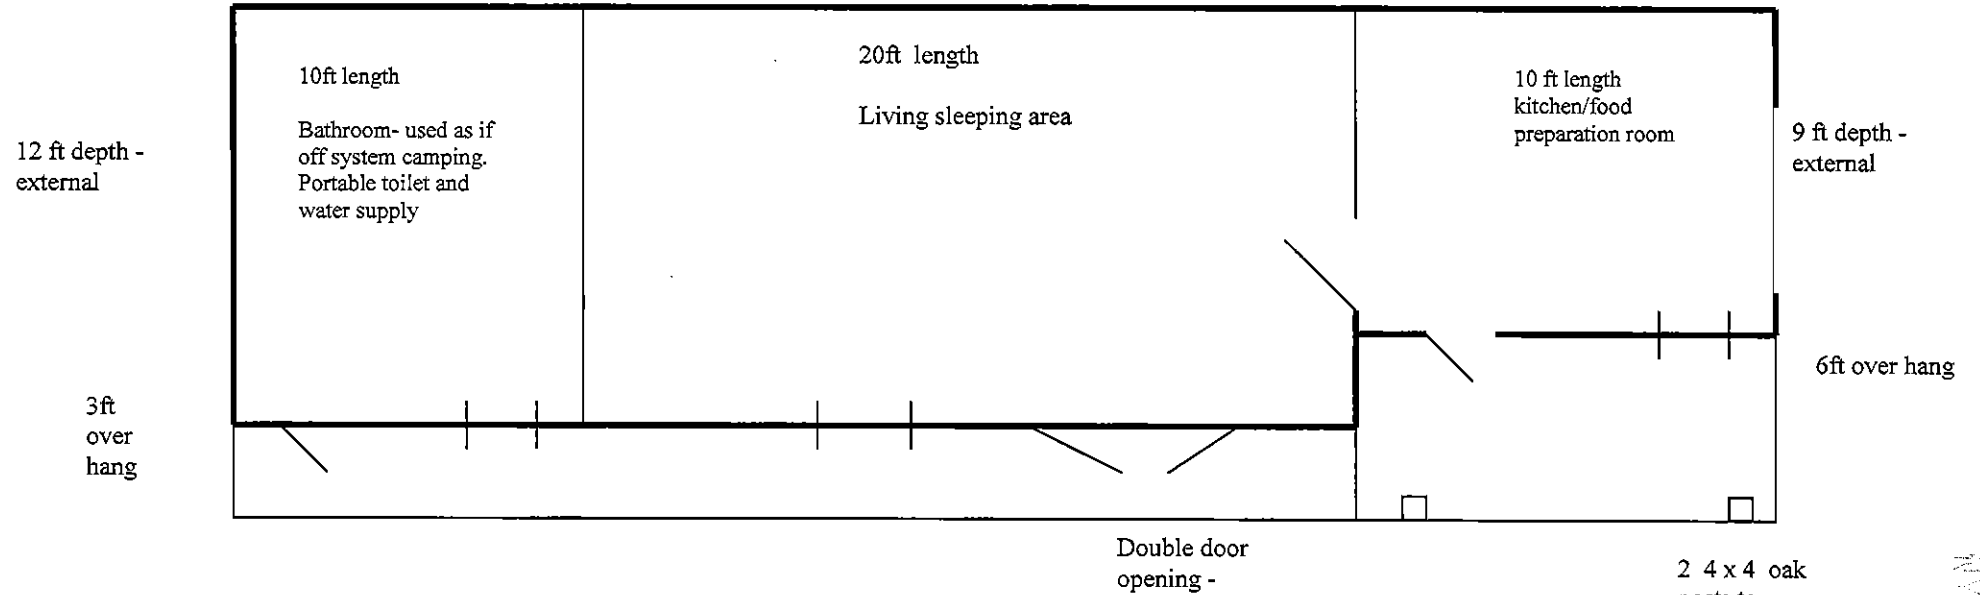 12 ft depth -
external
3ft
over
hang
10ft length
Bathroom- used as if
off system camping.
Portable toilet and
water supply
20ft length
Living sleeping area
10 ft length
kitchen/food
preparation room
9 ft depth -
external
6ft over hang
Double door
opening -
2 4 x 4 oak